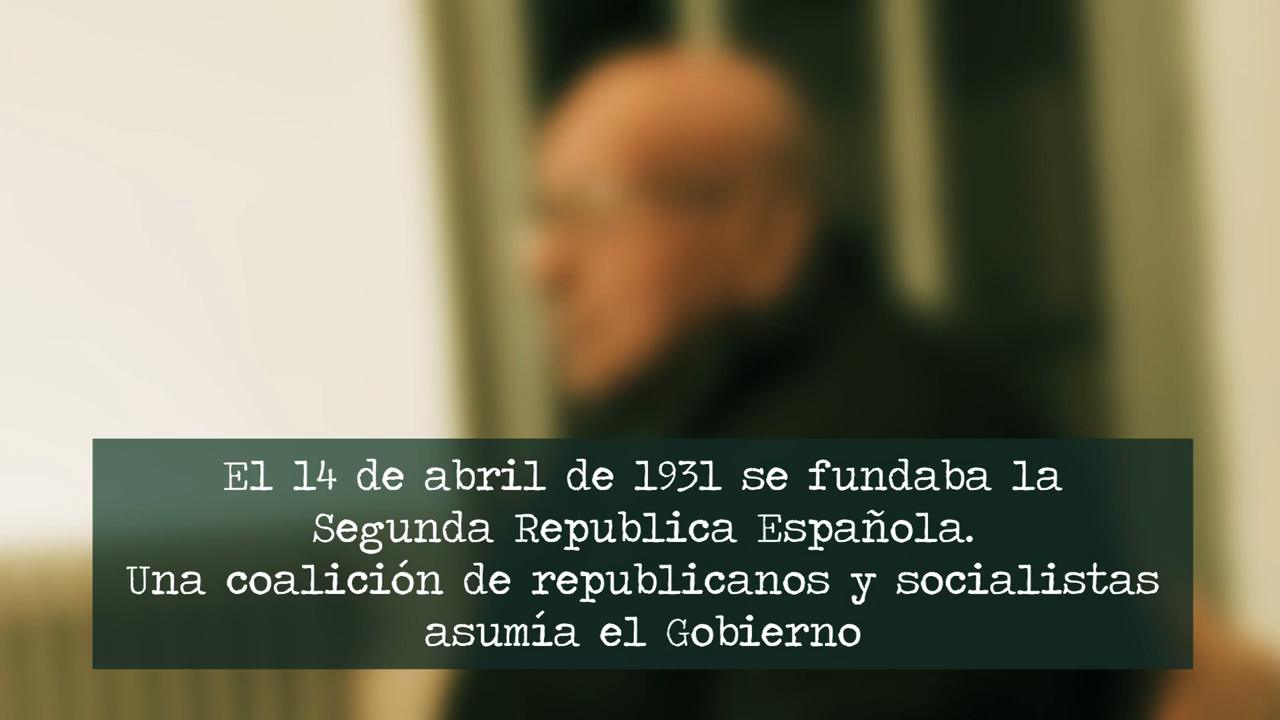 El 14 de abril de 1931 se fundaba la
Segunda Republica Española.
Una coalición de republicanos y socialistas
asumía el Gobierno